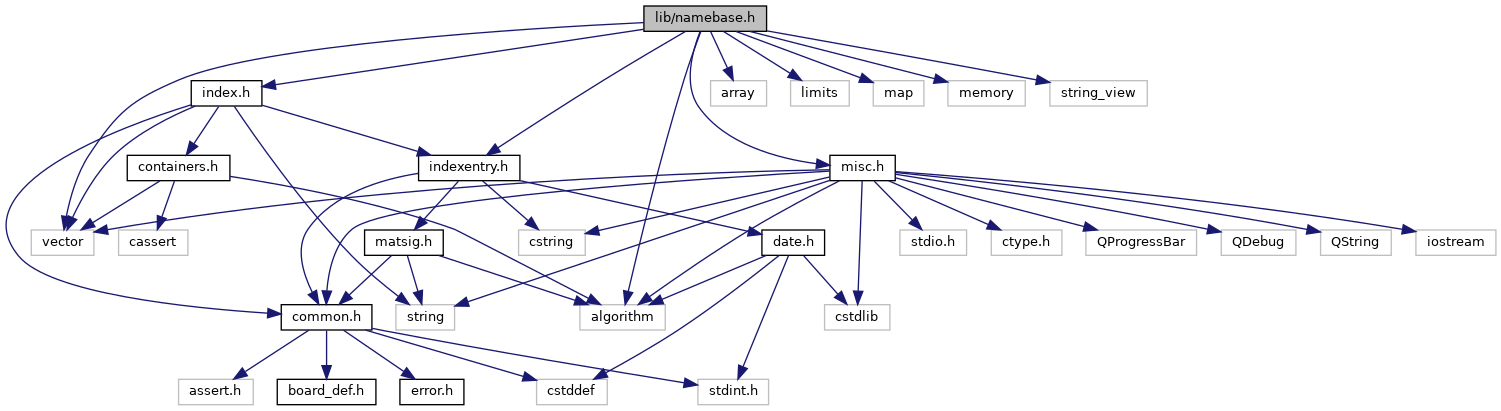 lib/namebase.h
index.h
array
limits
map
memory
string_view
containers.h
indexentry.h
misc.h
vector
cassert
matsig.h
cstring
date.h
stdio.h
ctype.h
QProgressBar
QDebug
QString
iostream
common.h
string
algorithm
cstdlib
assert.h
board_def.h
error.h
cstddef
stdint.h